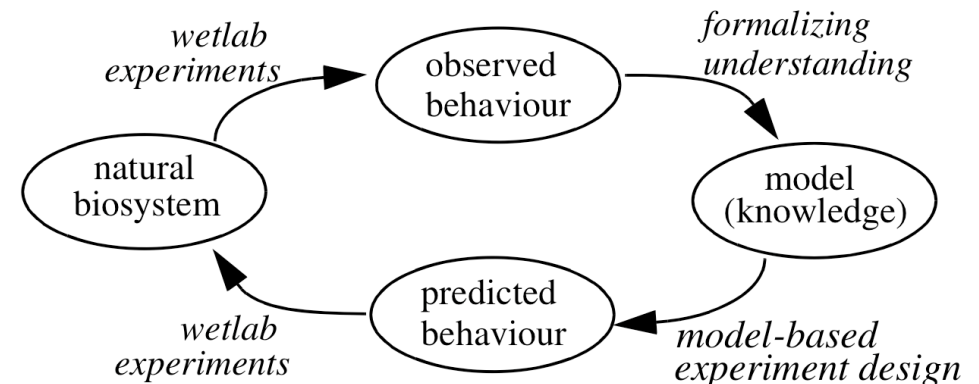 wetlab
experiments
observed
behaviour
formalizing
understanding
natural
biosystem
model
(knowledge)
predicted
behaviour
wetlab
experiments
model-based
experiment design